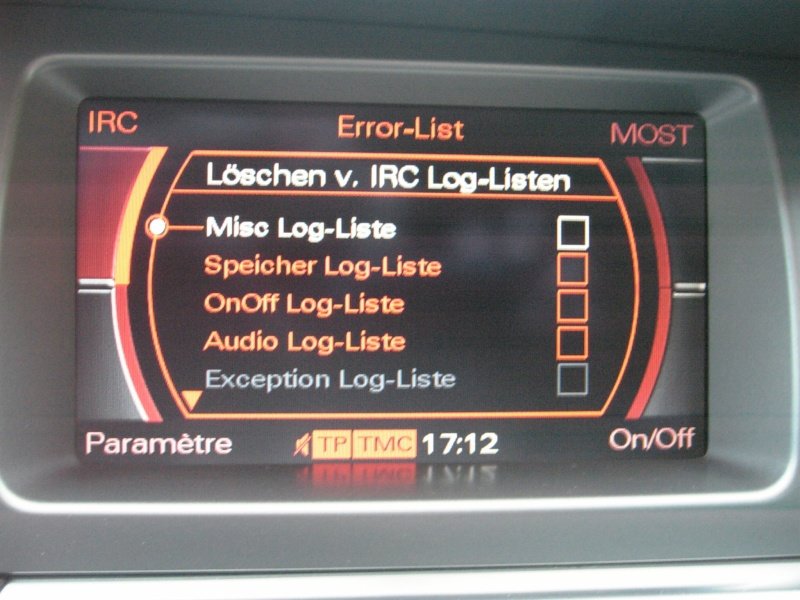 IRC Error-List MOST
Löschen v. IRC Log-Listen
Misc Log-Liste
Speicher Log-Liste
OnOff Log-Liste
Audio Log-Liste
Exception Log-Liste
Paramètre TP TMC 17:12 On/Off